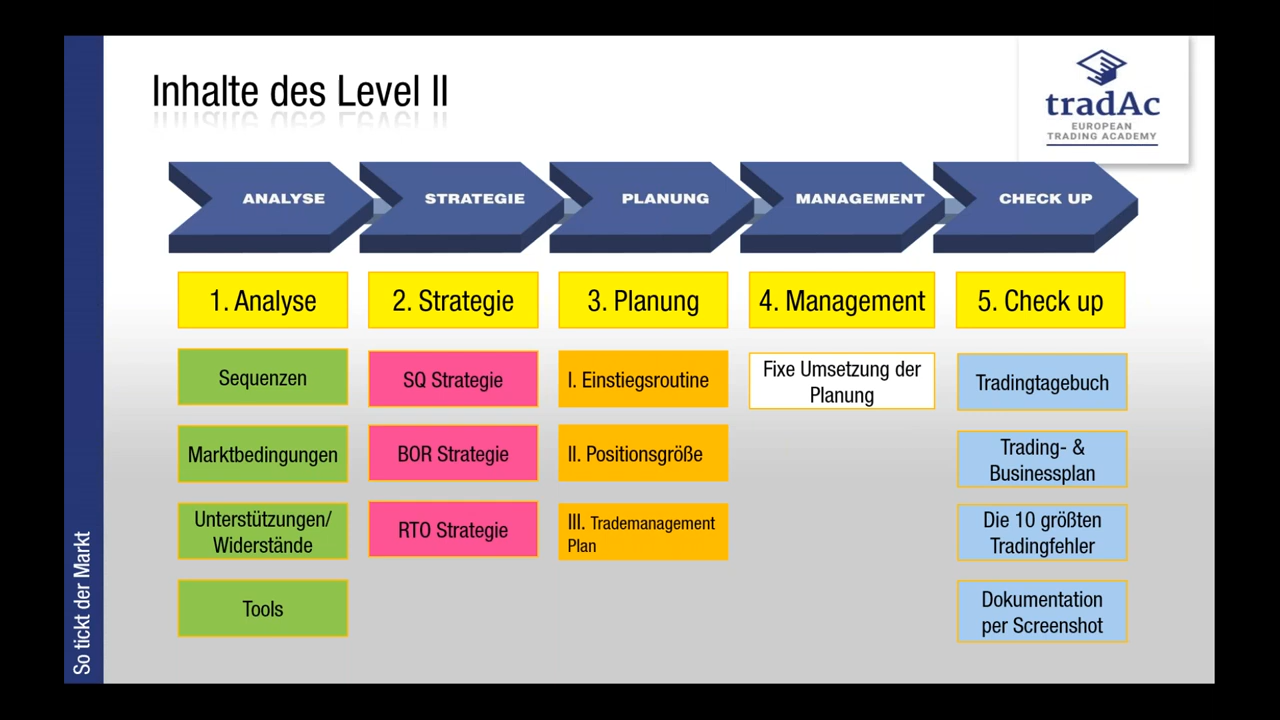 Inhalte des Level II
tradAc
EUROPEAN
TRADING ACADEMY
ANALYSE
STRATEGIE
PLANUNG
MANAGEMENT
CHECK UP
1. Analyse
2. Strategie
3. Planung
4. Management
5. Check up
Sequenzen
Marktbedingungen
Unterstützungen/
Widerstände
Tools
SQ Strategie
BOR Strategie
RTO Strategie
I. Einstiegsroutine
II. Positionsgröße
III. Trademanagement
Plan
Fixe Umsetzung der
Planung
Tradingtagebuch
Trading- &
Businessplan
Die 10 größten
Tradingfehler
Dokumentation
per Screenshot
So tickt der Markt